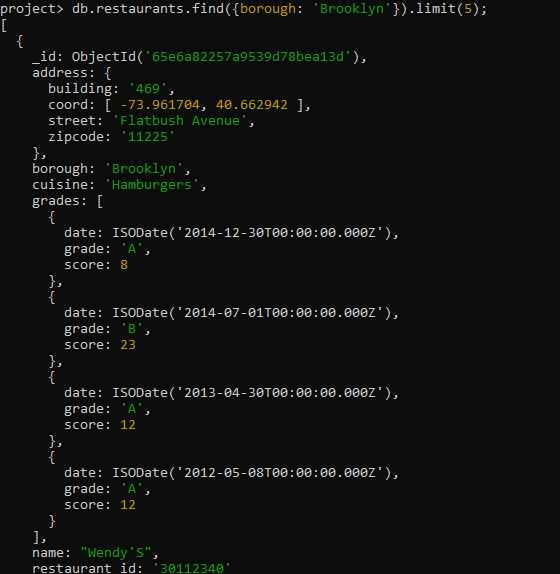 project> db.restaurants.find({borough: 'Brooklyn'}).limit(5);
[
  {
    _id: ObjectId('65e6a82257a9539d78bea13d'),
    address: {
      building: '469',
      coord: [ -73.961704, 40.662942 ],
      street: 'Flatbush Avenue',
      zipcode: '11225'
    },
    borough: 'Brooklyn',
    cuisine: 'Hamburgers',
    grades: [
      {
        date: ISODate('2014-12-30T00:00:00.000Z'),
        grade: 'A',
        score: 8
      },
      {
        date: ISODate('2014-07-01T00:00:00.000Z'),
        grade: 'B',
        score: 23
      },
      {
        date: ISODate('2013-04-30T00:00:00.000Z'),
        grade: 'A',
        score: 12
      },
      {
        date: ISODate('2012-05-08T00:00:00.000Z'),
        grade: 'A',
        score: 12
      }
    ],
    name: "Wendy'S",
    restaurant_id: '30112340'